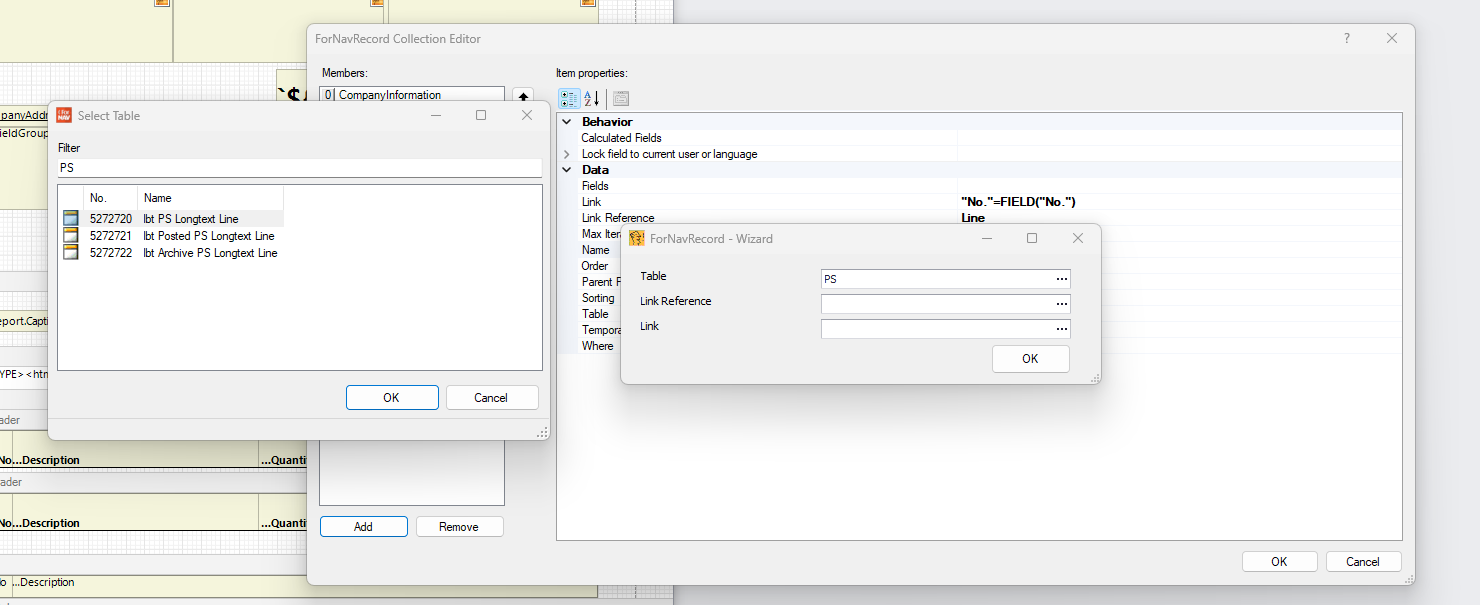 ForNavRecord Collection Editor
?
Members:
0 CompanyInformation
Item properties:
Behavior
Calculated Fields
Lock field to current user or language
Data
Fields
Link "No."=FIELD("No.")
Link Reference Line
Max Itera
Name
Order
Parent F
Sorting
Table
Tempora
Where
Add
Remove
OK
Cancel
Select Table
Filter
PS
No. Name
5272720 lbt PS Longtext Line
5272721 lbt Posted PS Longtext Line
5272722 lbt Archive PS Longtext Line
OK
Cancel
ForNavRecord - Wizard
Table PS ...
Link Reference ...
Link ...
OK
`$
panyAddr
ieldGroup
eport.Capti
YPE><htm
ader
No...Description ...Quanti
ader
No...Description ...Quanti
lo ...Description